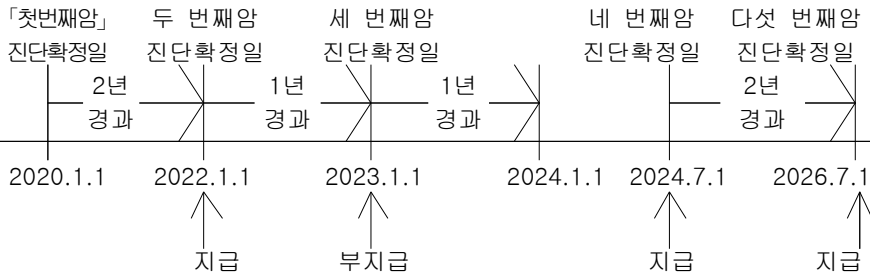 「첫번째암」 두 번째암 세 번째암 네 번째암 다섯 번째암
진단확정일 진단확정일 진단확정일 진단확정일 진단확정일
2년 1년 1년 2년
경과 경과 경과 경과
2020.1.1 2022.1.1 2023.1.1 2024.1.1 2024.7.1 2026.7.1
지급 부지급 지급 지급